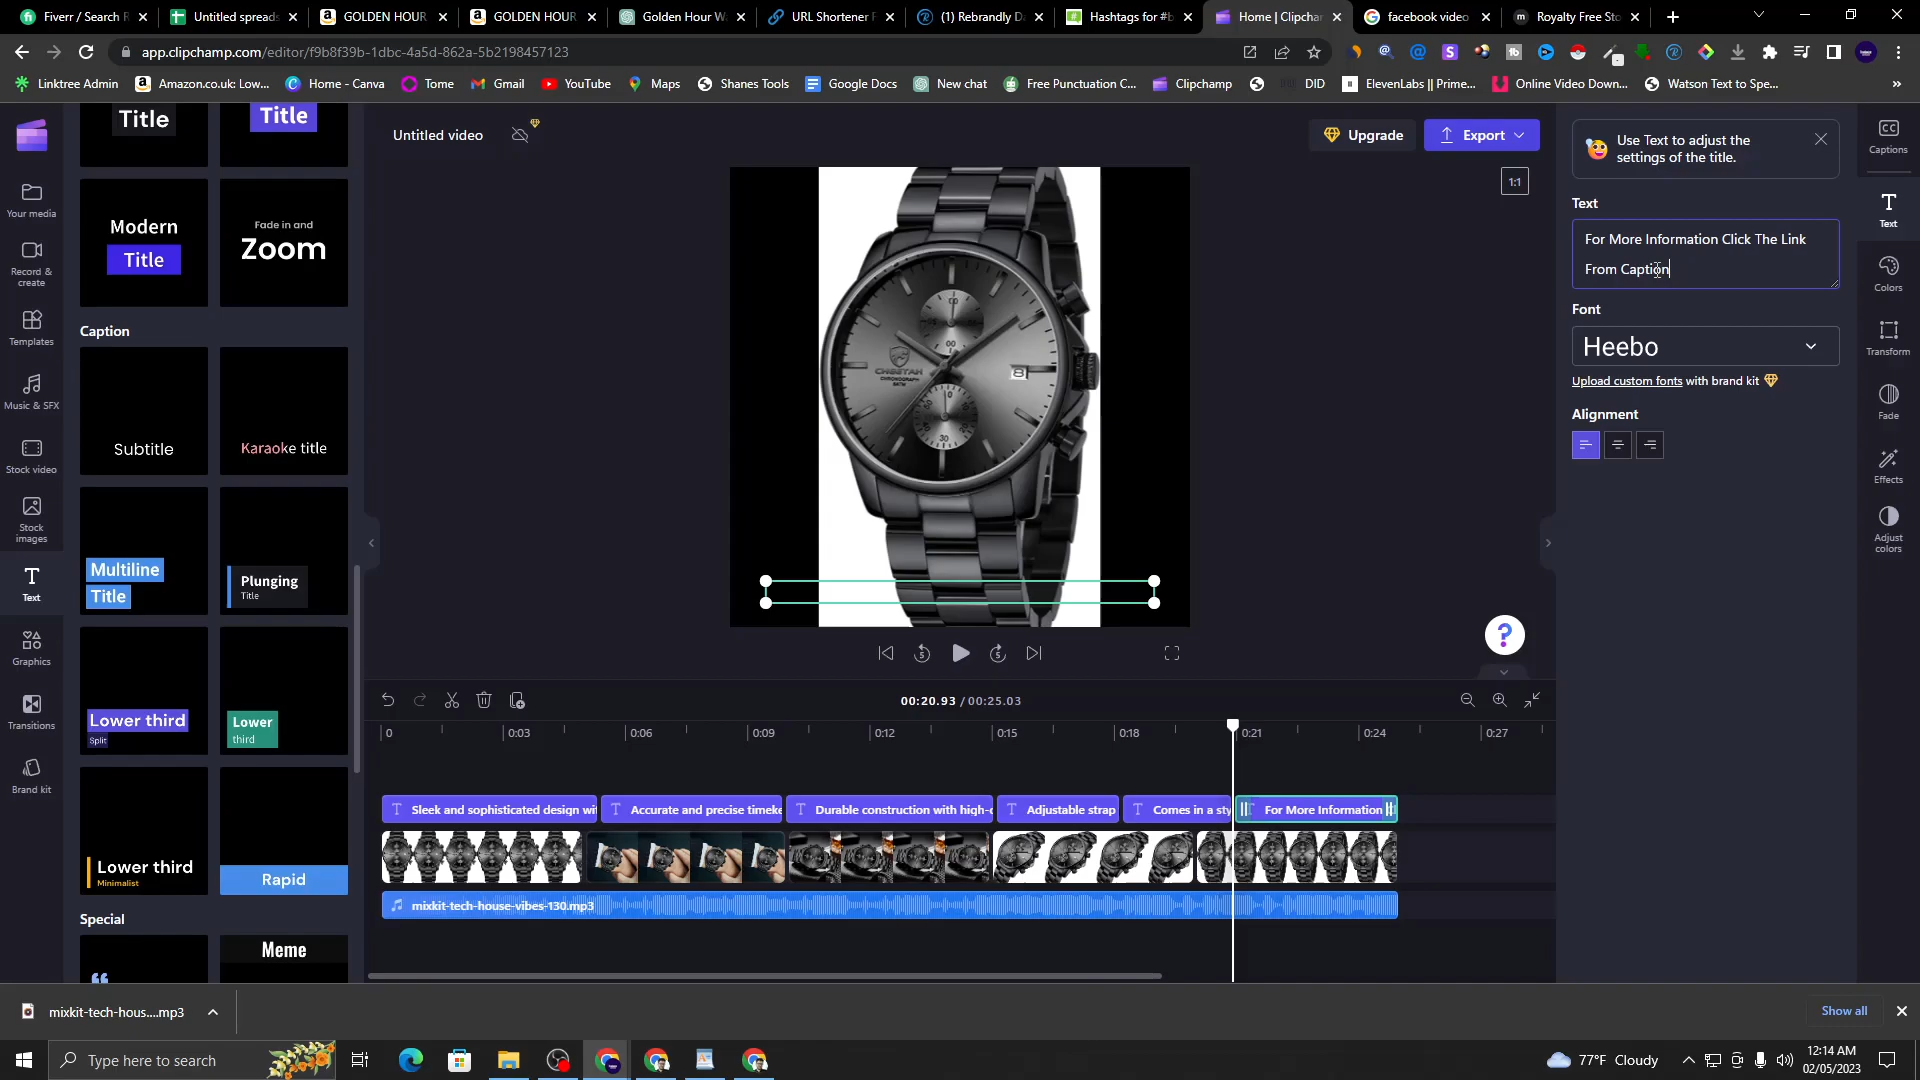 Fiverr / Search R
Untitled spreads
GOLDEN HOUR
GOLDEN HOUR
Golden Hour W
URL Shortener F
(1) Rebrandly D
Hashtags for #b
Home | Clipchar
facebook video
Royalty Free Sto
app.clipchamp.com/editor/f9b8f39b-1dbc-4a5d-862a-5b2198457123
Linktree Admin
Amazon.co.uk: Low...
Home - Canva
Tome
Gmail
YouTube
Maps
Shanes Tools
Google Docs
New chat
Free Punctuation C...
Clipchamp
DID
ElevenLabs || Prime...
Online Video Down...
Watson Text to Spe...
»
Your media
Record &
create
Templates
Music & SFX
Stock video
Stock
images
Text
Graphics
Transitions
Brand kit
Title
Title
Modern
Title
Fade in and
Zoom
Caption
Subtitle
Karaoke title
Multiline
Title
Plunging
Title
Lower third
Split
Lower
third
Lower third
Minimalist
Rapid
Special
Meme
Untitled video
Upgrade
Export
1:1
CHEETAH
CHRONOGRAPH
00
00
30
8
5
5
?
00:20.93 / 00:25.03
0
0:03
0:06
0:09
0:12
0:15
0:18
0:21
0:24
0:27
Sleek and sophisticated design wit
Accurate and precise timeke
Durable construction with high-q
Adjustable strap
Comes in a sty
For More Information
mixkit-tech-house-vibes-130.mp3
Use Text to adjust the
settings of the title.
Text
For More Information Click The Link
From Caption
Font
Heebo
Upload custom fonts with brand kit
Alignment
Captions
Text
Colors
Transform
Fade
Effects
Adjust
colors
mixkit-tech-hous....mp3
Show all
Type here to search
77°F Cloudy
12:14 AM
02/05/2023